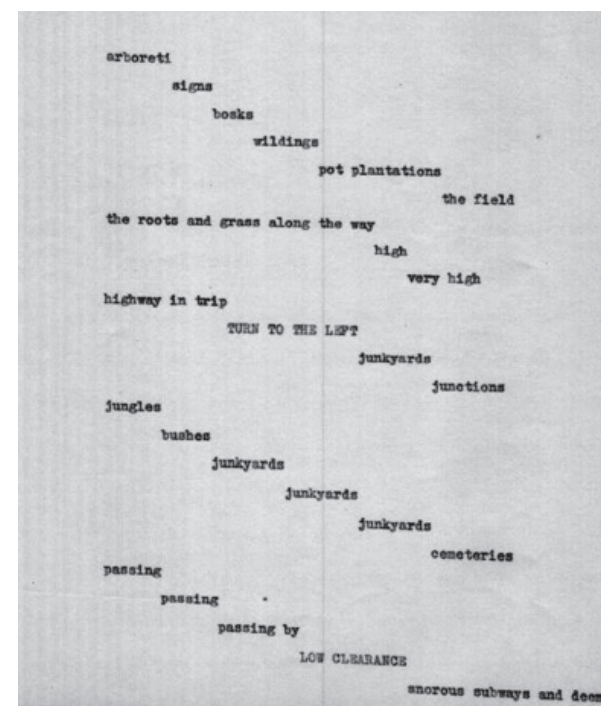 arboreti
signs
bosks
wildings
pot plantations
the field
the roots and grass along the way
high
very high
highway in trip
TURN TO THE LEFT
junkyards
junctions
jungles
bushes
junkyards
junkyards
junkyards
cemeteries
passing
passing
passing by
LOW CLEARANCE
anorous subways and